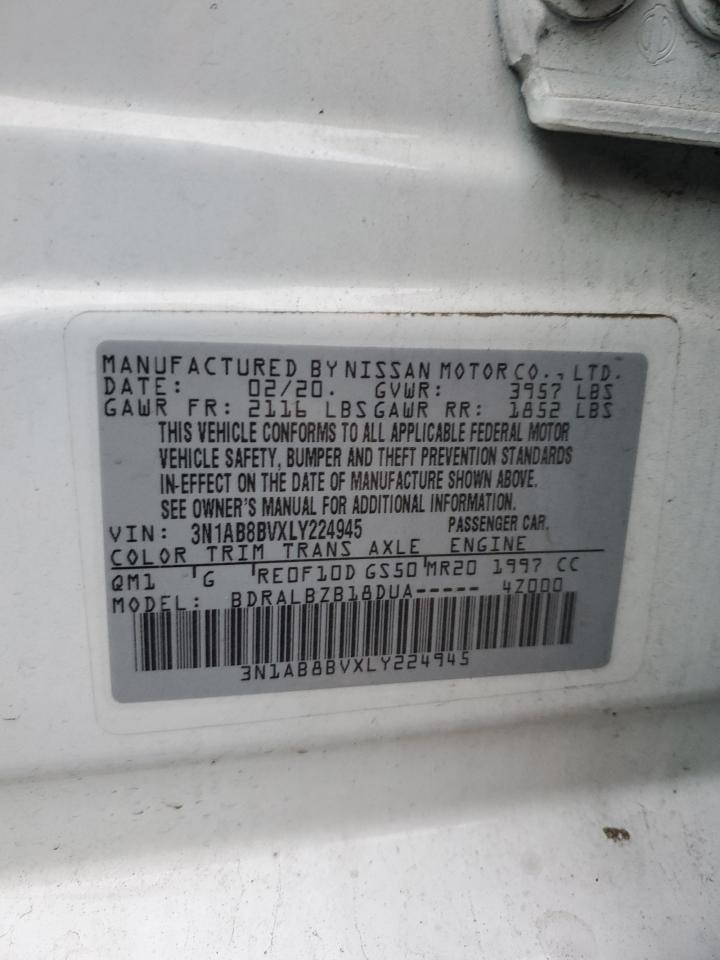 MANUFACTURED BY NISSAN MOTOR CO., LTD.
DATE: 02/20. GVWR: 3957 LBS
GAWR FR: 2116 LBS GAWR RR: 1852 LBS
THIS VEHICLE CONFORMS TO ALL APPLICABLE FEDERAL MOTOR
VEHICLE SAFETY, BUMPER AND THEFT PREVENTION STANDARDS
IN-EFFECT ON THE DATE OF MANUFACTURE SHOWN ABOVE.
SEE OWNER'S MANUAL FOR ADDITIONAL INFORMATION.
VIN: 3N1AB8BVXLY224945 PASSENGER CAR.
COLOR TRIM TRANS AXLE ENGINE
QM1 G RE0F10D GS50 MR20 1997 CC
MODEL: BDRALBZB18DUA----- 4Z000
3N1AB8BVXLY224945